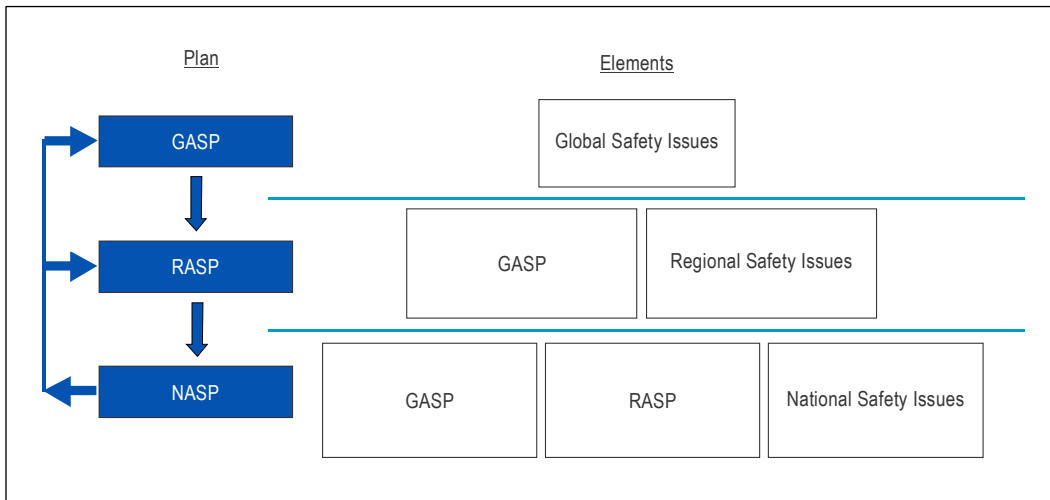 Plan
Elements
GASP
Global Safety Issues
RASP
GASP
Regional Safety Issues
NASP
GASP
RASP
National Safety Issues